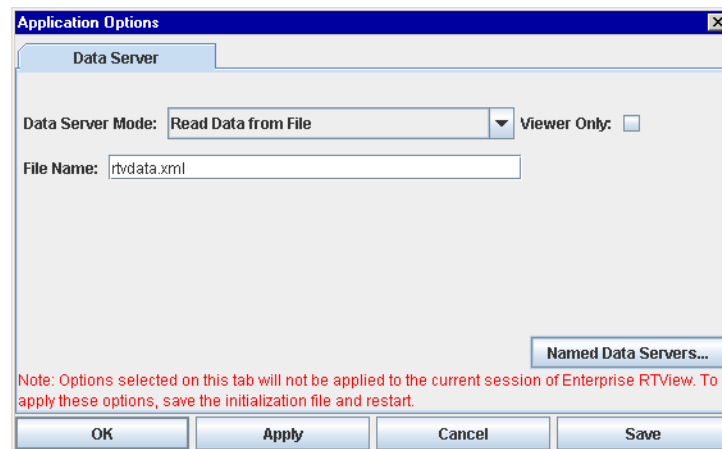 Application Options
Data Server
Data Server Mode: Read Data from File Viewer Only:
File Name: rtvdata.xml
Named Data Servers...
Note: Options selected on this tab will not be applied to the current session of Enterprise RTView. To
apply these options, save the initialization file and restart.
OK Apply Cancel Save